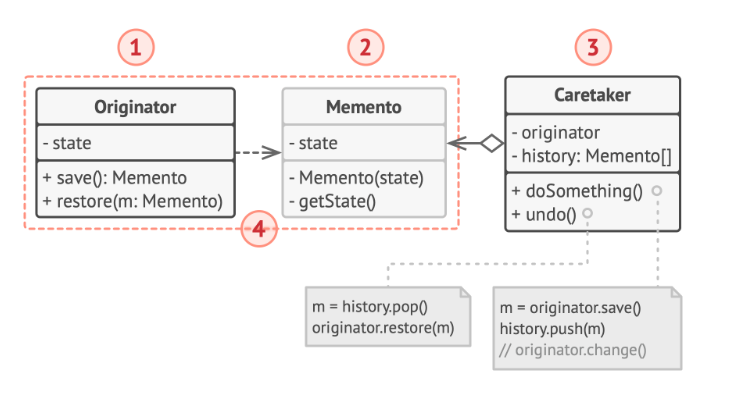 1
2
3
Originator
- state
+ save(): Memento
+ restore(m: Memento)
Memento
- state
- Memento(state)
- getState()
Caretaker
- originator
- history: Memento[]
+ doSomething()
+ undo()
4
m = history.pop()
originator.restore(m)
m = originator.save()
history.push(m)
// originator.change()